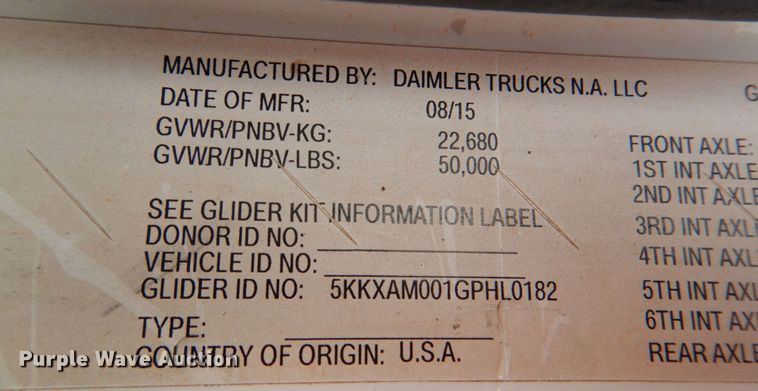 MANUFACTURED BY: DAIMLER TRUCKS N.A. LLC
DATE OF MFR: 08/15
GVWR/PNBV-KG: 22,680
GVWR/PNBV-LBS: 50,000
SEE GLIDER KIT INFORMATION LABEL
DONOR ID NO:
VEHICLE ID NO:
GLIDER ID NO: 5KKXAM001GPHL0182
TYPE:
COUNTRY OF ORIGIN: U.S.A.
G
FRONT AXLE:
1ST INT AXLE
2ND INT AXLE
3RD INT AXL
4TH INT AXL
5TH INT AXL
6TH INT AX
REAR AXLE
Purple Wave Auction